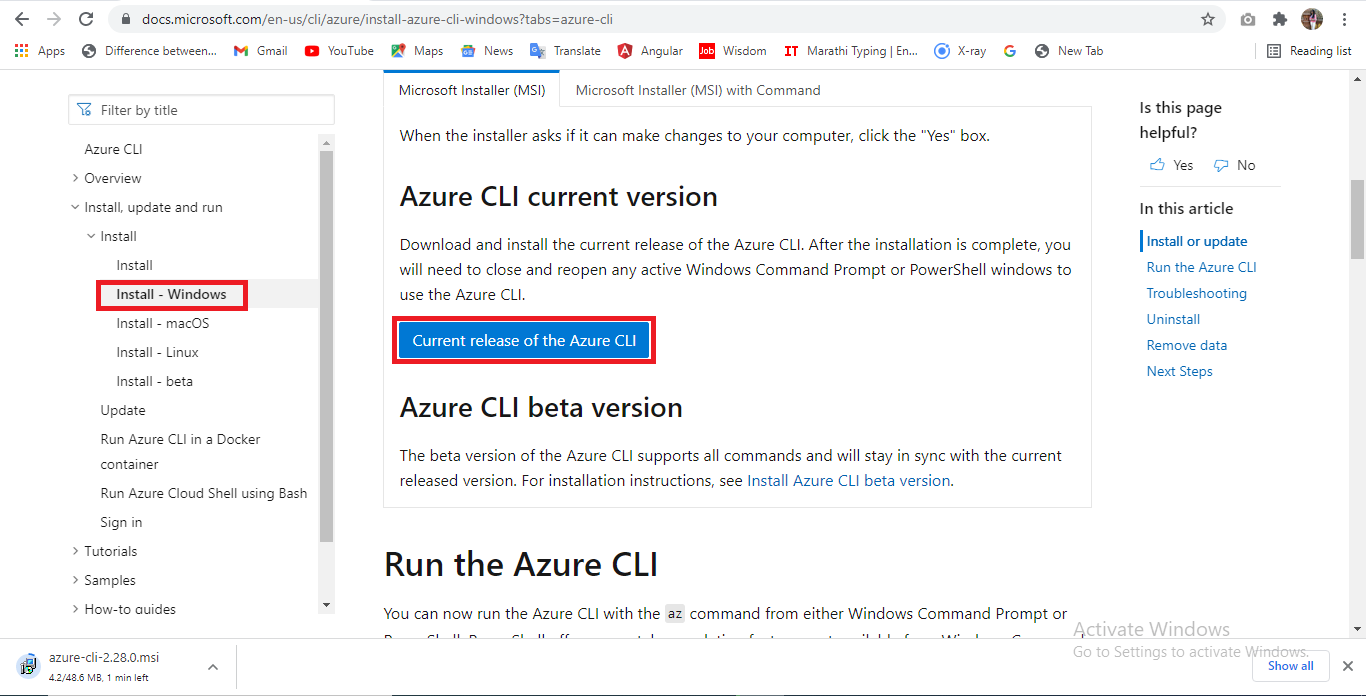 docs.microsoft.com/en-us/cli/azure/install-azure-cli-windows?tabs=azure-cli
Apps
Difference between...
Gmail
YouTube
Maps
News
Translate
Angular
Job Wisdom
IT Marathi Typing | En...
X-ray
New Tab
Reading list
Filter by title
Azure CLI
Overview
Install, update and run
Install
Install
Install - Windows
Install - macOS
Install - Linux
Install - beta
Update
Run Azure CLI in a Docker
container
Run Azure Cloud Shell using Bash
Sign in
Tutorials
Samples
How-to guides
Microsoft Installer (MSI)
Microsoft Installer (MSI) with Command
When the installer asks if it can make changes to your computer, click the "Yes" box.
Azure CLI current version
Download and install the current release of the Azure CLI. After the installation is complete, you
will need to close and reopen any active Windows Command Prompt or PowerShell windows to
use the Azure CLI.
Current release of the Azure CLI
Azure CLI beta version
The beta version of the Azure CLI supports all commands and will stay in sync with the current
released version. For installation instructions, see Install Azure CLI beta version.
Run the Azure CLI
You can now run the Azure CLI with the az command from either Windows Command Prompt or
Is this page
helpful?
Yes
No
In this article
Install or update
Run the Azure CLI
Troubleshooting
Uninstall
Remove data
Next Steps
Activate Windows
Go to Settings to activate Windows.
azure-cli-2.28.0.msi
4.2/48.6 MB, 1 min left
Show all